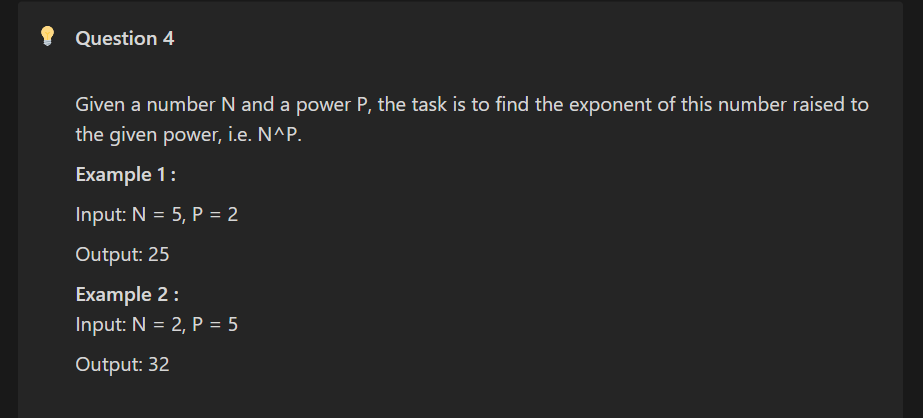 Question 4
Given a number N and a power P, the task is to find the exponent of this number raised to
the given power, i.e. N^P.
Example 1 :
Input: N = 5, P = 2
Output: 25
Example 2 :
Input: N = 2, P = 5
Output: 32